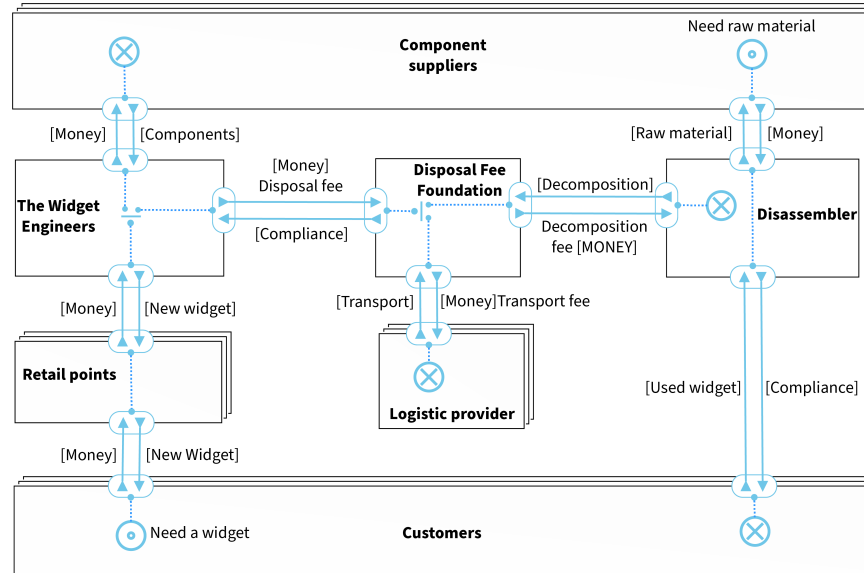 Need raw material
Component
suppliers
[Money]
[Components]
[Raw material]
[Money]
The Widget
Engineers
[Money]
Disposal fee
[Compliance]
Disposal Fee
Foundation
[Decomposition]
Decomposition
fee [MONEY]
Disassembler
[Money]
[New widget]
[Transport]
[Money]Transport fee
Retail points
Logistic provider
[Used widget]
[Compliance]
[Money]
[New Widget]
Need a widget
Customers